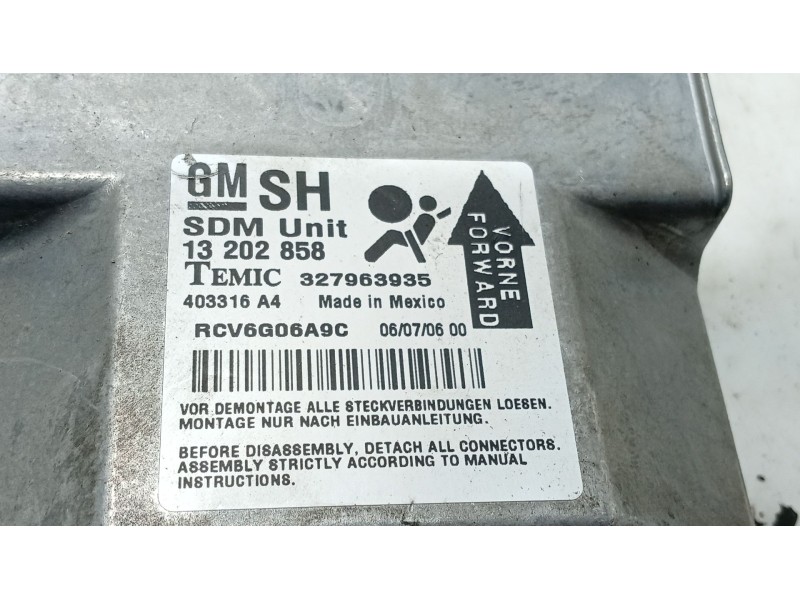 GM SH
SDM Unit
13 202 858
TEMIC 327963935
403316 A4 Made in Mexico
RCV6G06A9C 06/07/06 00
VORNE
FORWARD
VOR DEMONTAGE ALLE STECKVERBINDUNGEN LOESEN.
MONTAGE NUR NACH EINBAUANLEITUNG.
BEFORE DISASSEMBLY, DETACH ALL CONNECTORS.
ASSEMBLY STRICTLY ACCORDING TO MANUAL
INSTRUCTIONS.